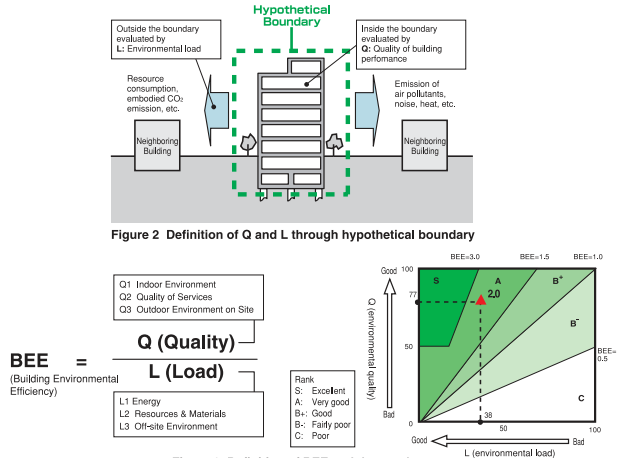 Hypothetical
Boundary
Outside the boundary
evaluated by
L: Environmental load
Inside the boundary
evaluated by
Q: Quality of building
perfomance
Resource
consumption,
embodied CO₂
emission, etc.
Emission of
air pollutants,
noise, heat, etc.
Neighboring
Building
Neighboring
Building
Figure 2 Definition of Q and L through hypothetical boundary
Q1 Indoor Environment
Q2 Quality of Services
Q3 Outdoor Environment on Site
BEE
(Building Environmental
Efficiency)
=
Q (Quality)
L (Load)
L1 Energy
L2 Resources & Materials
L3 Off-site Environment
Rank
S: Excellent
A: Very good
B+: Good
B-: Fairly poor
C: Poor
BEE=3.0
BEE=1.5
BEE=1.0
BEE=
0.5
Good
Q (environmental quality)
Bad
100
77
50
0
S
A
B+
B-
C
2.0
38
50
100
Good
Bad
L (environmental load)